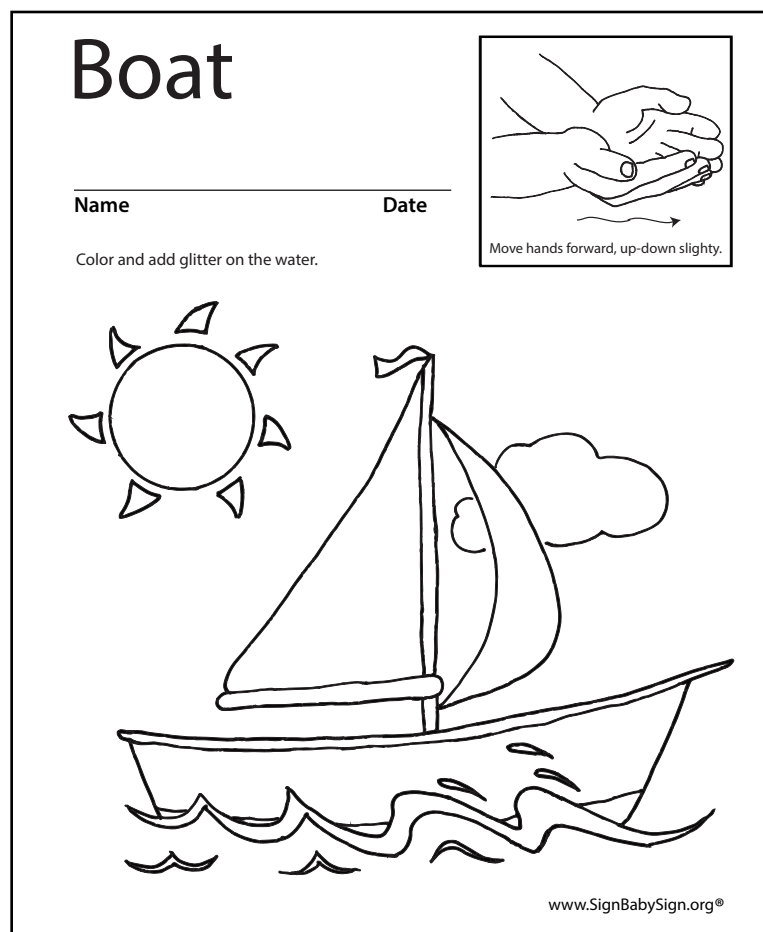 Boat
Name Date
Move hands forward, up-down slighty.
Color and add glitter on the water.
www.SignBabySign.org®